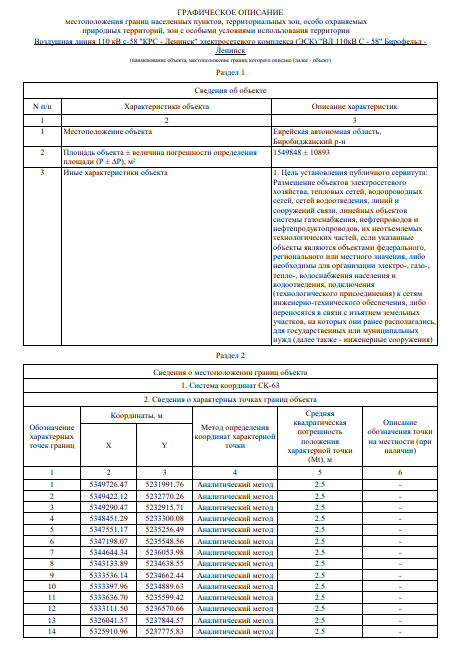 ГРАФИЧЕСКОЕ ОПИСАНИЕ
местоположения границ населенных пунктов, территориальных зон, особо охраняемых
природных территорий, зон с особыми условиями использования территории
Воздушная линия 110 кВ с-58 "КРС - Ленинск" электросетевого комплекса (ЭСК) "ВЛ 110кВ С - 58" Бирофельд -
Ленинск
(наименование объекта, местоположение границ которого описано (далее - объект)
Раздел 1
Сведения об объекте
N п/п Характеристики объекта Описание характеристик
1 2 3
1 Местоположение объекта Еврейская автономная область,
Биробиджанский р-н
2 Площадь объекта ± величина погрешности определения 1549848 ± 10893
площади (P ± ΔP), м²
3 Иные характеристики объекта 1. Цель установления публичного сервитута:
Размещение объектов электросетевого
хозяйства, тепловых сетей, водопроводных
сетей, сетей водоотведения, линий и
сооружений связи, линейных объектов
системы газоснабжения, нефтепроводов и
нефтепродуктопроводов, их неотъемлемых
технологических частей, если указанные
объекты являются объектами федерального,
регионального или местного значения, либо
необходимы для организации электро-, газо-,
тепло-, водоснабжения населения и
водоотведения, подключения
(технологического присоединения) к сетям
инженерно-технического обеспечения, либо
переносятся в связи с изъятием земельных
участков, на которых они ранее располагались,
для государственных или муниципальных
нужд (далее также - инженерные сооружения)
Раздел 2
Сведения о местоположении границ объекта
1. Система координат СК-63
2. Сведения о характерных точках границ объекта
Обозначение характерных точек границ Координаты, м Метод определения координат характерной точки Средняя квадратическая погрешность положения характерной точки (Mt), м Описание обозначения точки на местности (при наличии)
X Y
1 2 3 4 5 6
1 5349726.47 5231991.76 Аналитический метод 2.5 -
2 5349422.12 5232770.26 Аналитический метод 2.5 -
3 5349290.47 5232915.71 Аналитический метод 2.5 -
4 5348451.29 5233300.08 Аналитический метод 2.5 -
5 5347551.17 5235256.49 Аналитический метод 2.5 -
6 5347198.07 5235548.56 Аналитический метод 2.5 -
7 5344644.34 5236053.98 Аналитический метод 2.5 -
8 5343133.89 5234638.55 Аналитический метод 2.5 -
9 5333536.14 5234662.44 Аналитический метод 2.5 -
10 5333397.96 5234889.63 Аналитический метод 2.5 -
11 5333636.70 5235599.42 Аналитический метод 2.5 -
12 5333111.50 5236570.66 Аналитический метод 2.5 -
13 5326041.57 5237844.57 Аналитический метод 2.5 -
14 5325910.96 5237775.83 Аналитический метод 2.5 -